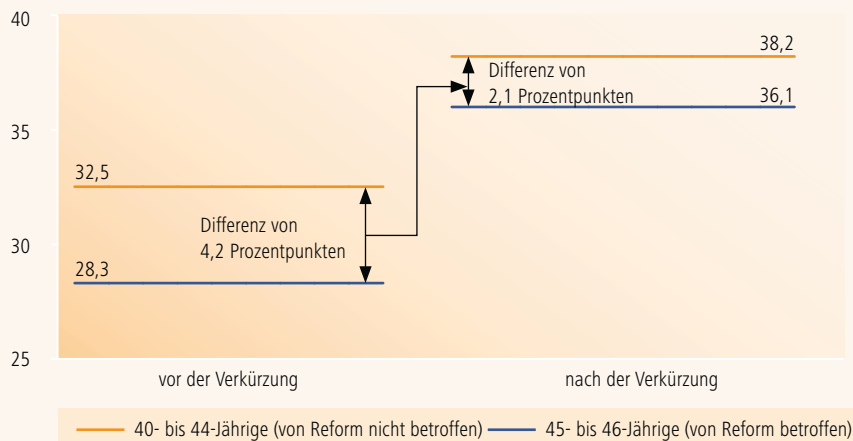 40
38,2
Differenz von
2,1 Prozentpunkten
36,1
35
32,5
Differenz von
4,2 Prozentpunkten
30
28,3
25
vor der Verkürzung
nach der Verkürzung
40- bis 44-Jährige (von Reform nicht betroffen)
45- bis 46-Jährige (von Reform betroffen)